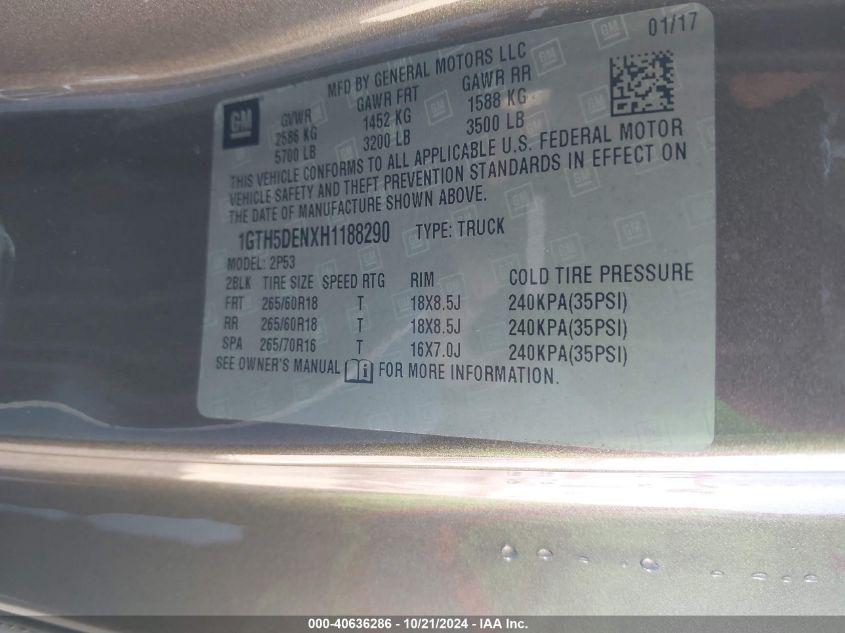 01/17
MFD BY GENERAL MOTORS LLC
GM
GVWR GAWR FRT GAWR RR
2586 KG 1452 KG 1588 KG
5700 LB 3200 LB 3500 LB
THIS VEHICLE CONFORMS TO ALL APPLICABLE U.S. FEDERAL MOTOR
VEHICLE SAFETY AND THEFT PREVENTION STANDARDS IN EFFECT ON
THE DATE OF MANUFACTURE SHOWN ABOVE.
1GTH5DENXH1188290 TYPE: TRUCK
MODEL: 2P53
2BLK TIRE SIZE SPEED RTG RIM COLD TIRE PRESSURE
FRT 265/60R18 T 18X8.5J 240KPA(35PSI)
RR 265/60R18 T 18X8.5J 240KPA(35PSI)
SPA 265/70R16 T 16X7.0J 240KPA(35PSI)
SEE OWNER'S MANUAL i FOR MORE INFORMATION.
000-40636286 - 10/21/2024 - IAA Inc.